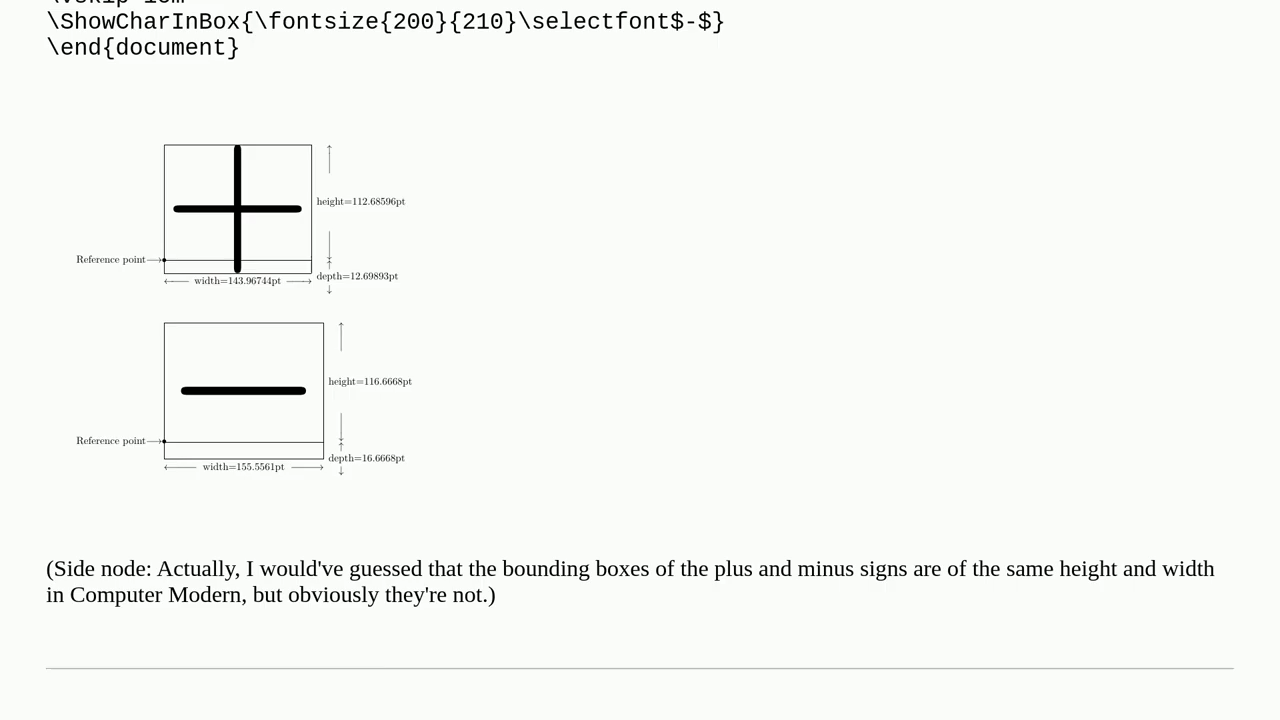 \vskip 1cm
\ShowCharInBox{\fontsize{200}{210}\selectfont$-$}
\end{document}
height=112.68596pt
Reference point
depth=12.69893pt
width=143.96744pt
height=116.6668pt
Reference point
depth=16.6668pt
width=155.5561pt
(Side node: Actually, I would've guessed that the bounding boxes of the plus and minus signs are of the same height and width
in Computer Modern, but obviously they're not.)